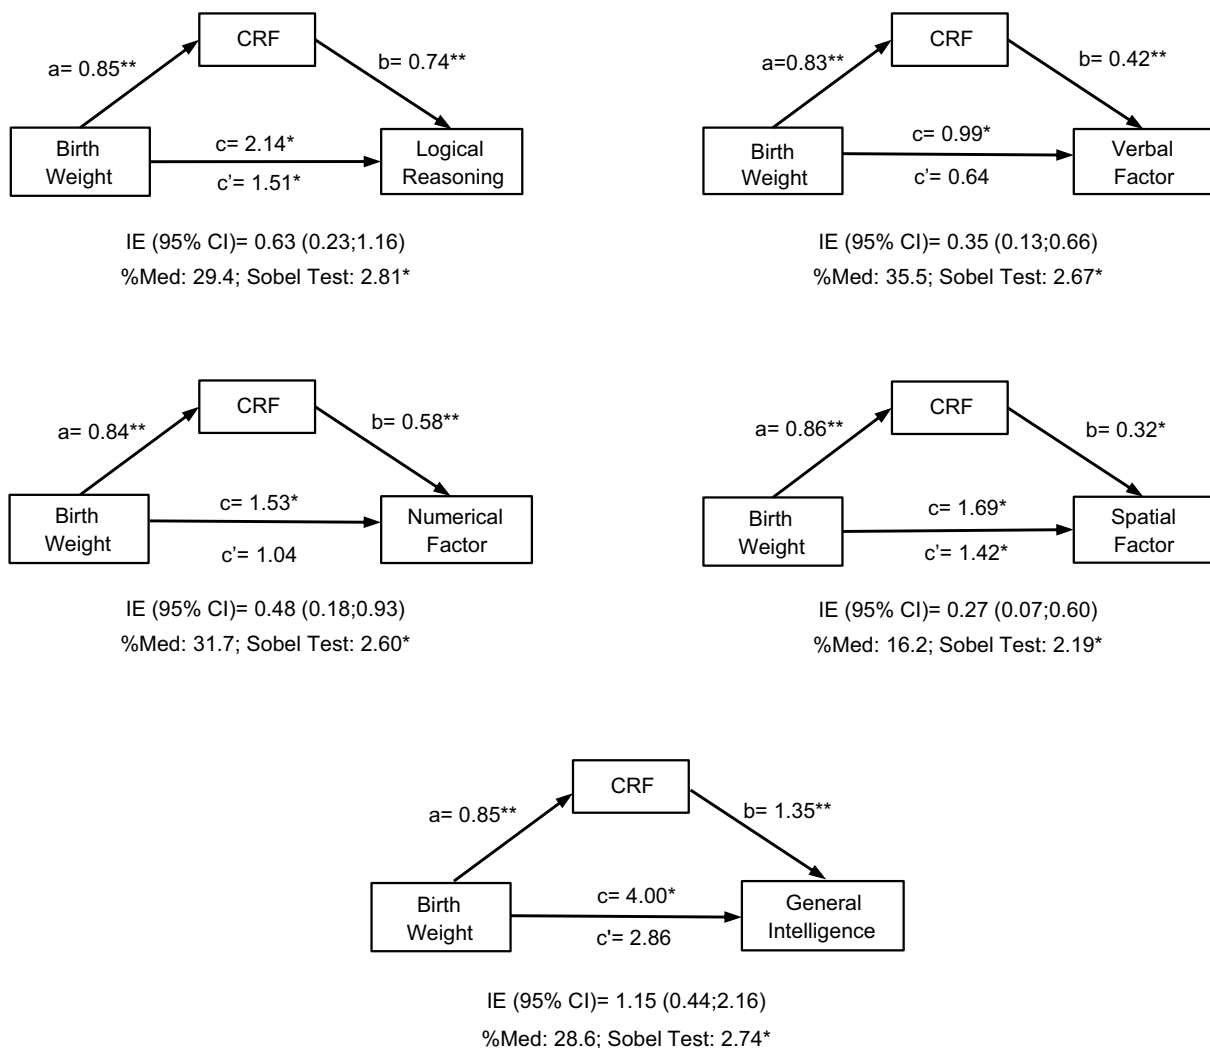 CRF
a= 0.85**
b= 0.74**
Birth
Weight
c= 2.14*
c’= 1.51*
Logical
Reasoning
IE (95% CI)= 0.63 (0.23;1.16)
%Med: 29.4; Sobel Test: 2.81*
CRF
a=0.83**
b= 0.42**
Birth
Weight
c= 0.99*
c’= 0.64
Verbal
Factor
IE (95% CI)= 0.35 (0.13;0.66)
%Med: 35.5; Sobel Test: 2.67*
CRF
a= 0.84**
b= 0.58**
Birth
Weight
c= 1.53*
c’= 1.04
Numerical
Factor
IE (95% CI)= 0.48 (0.18;0.93)
%Med: 31.7; Sobel Test: 2.60*
CRF
a= 0.86**
b= 0.32*
Birth
Weight
c= 1.69*
c’= 1.42*
Spatial
Factor
IE (95% CI)= 0.27 (0.07;0.60)
%Med: 16.2; Sobel Test: 2.19*
CRF
a= 0.85**
b= 1.35**
Birth
Weight
c= 4.00*
c'= 2.86
General
Intelligence
IE (95% CI)= 1.15 (0.44;2.16)
%Med: 28.6; Sobel Test: 2.74*